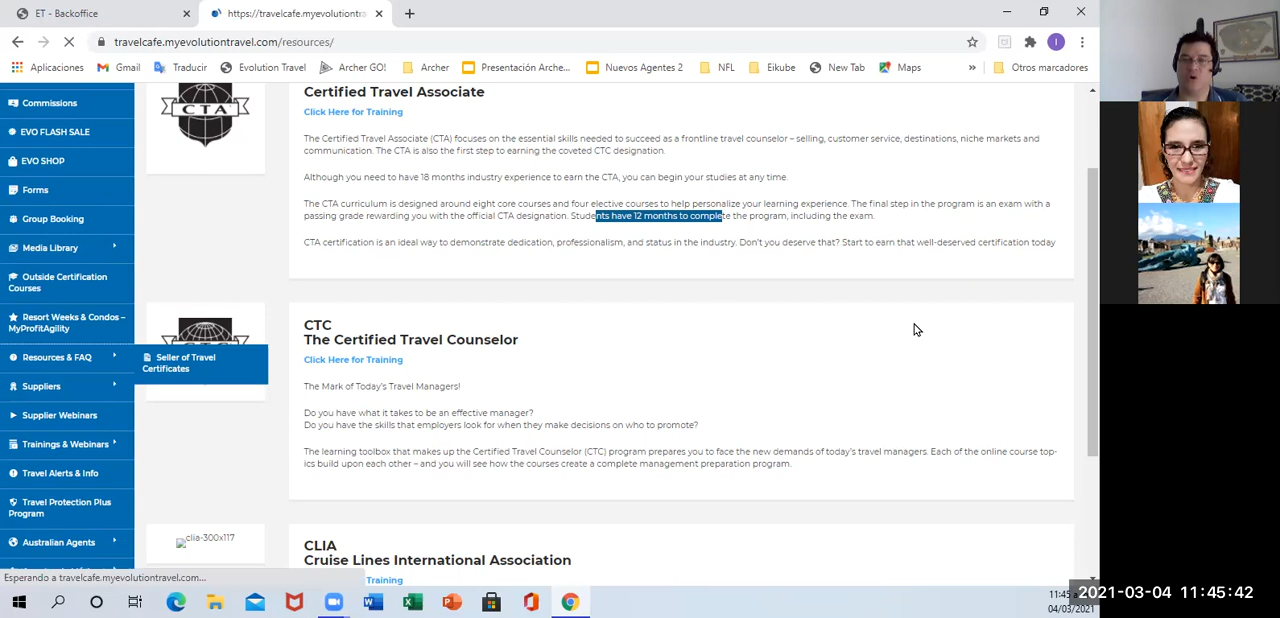 ET - Backoffice
https://travelcafe.myevolutiontr
travelcafe.myevolutiontravel.com/resources/
I
Aplicaciones
Gmail
Traducir
Evolution Travel
Archer GO!
Archer
Presentación Arche...
Nuevos Agentes 2
NFL
Eikube
New Tab
Maps
»
Otros marcadores
Commissions
EVO FLASH SALE
EVO SHOP
Forms
Group Booking
Media Library
Outside Certification
Courses
Resort Weeks & Condos –
MyProfitAgility
Resources & FAQ
Seller of Travel
Certificates
Suppliers
Supplier Webinars
Trainings & Webinars
Travel Alerts & Info
Travel Protection Plus
Program
Australian Agents
CTA
Certified Travel Associate
Click Here for Training
The Certified Travel Associate (CTA) focuses on the essential skills needed to succeed as a frontline travel counselor – selling, customer service, destinations, niche markets and
communication. The CTA is also the first step to earning the coveted CTC designation.
Although you need to have 18 months industry experience to earn the CTA, you can begin your studies at any time.
The CTA curriculum is designed around eight core courses and four elective courses to help personalize your learning experience. The final step in the program is an exam with a
passing grade rewarding you with the official CTA designation. Students have 12 months to complete the program, including the exam.
CTA certification is an ideal way to demonstrate dedication, professionalism, and status in the industry. Don't you deserve that? Start to earn that well-deserved certification today
CTC
The Certified Travel Counselor
Click Here for Training
The Mark of Today's Travel Managers!
Do you have what it takes to be an effective manager?
Do you have the skills that employers look for when they make decisions on who to promote?
The learning toolbox that makes up the Certified Travel Counselor (CTC) program prepares you to face the new demands of today's travel managers. Each of the online course top-
ics build upon each other – and you will see how the courses create a complete management preparation program.
clia-300x117
CLIA
Cruise Lines International Association
Training
Esperando a travelcafe.myevolutiontravel.com...
11:45 a
04/03/2021
2021-03-04 11:45:42